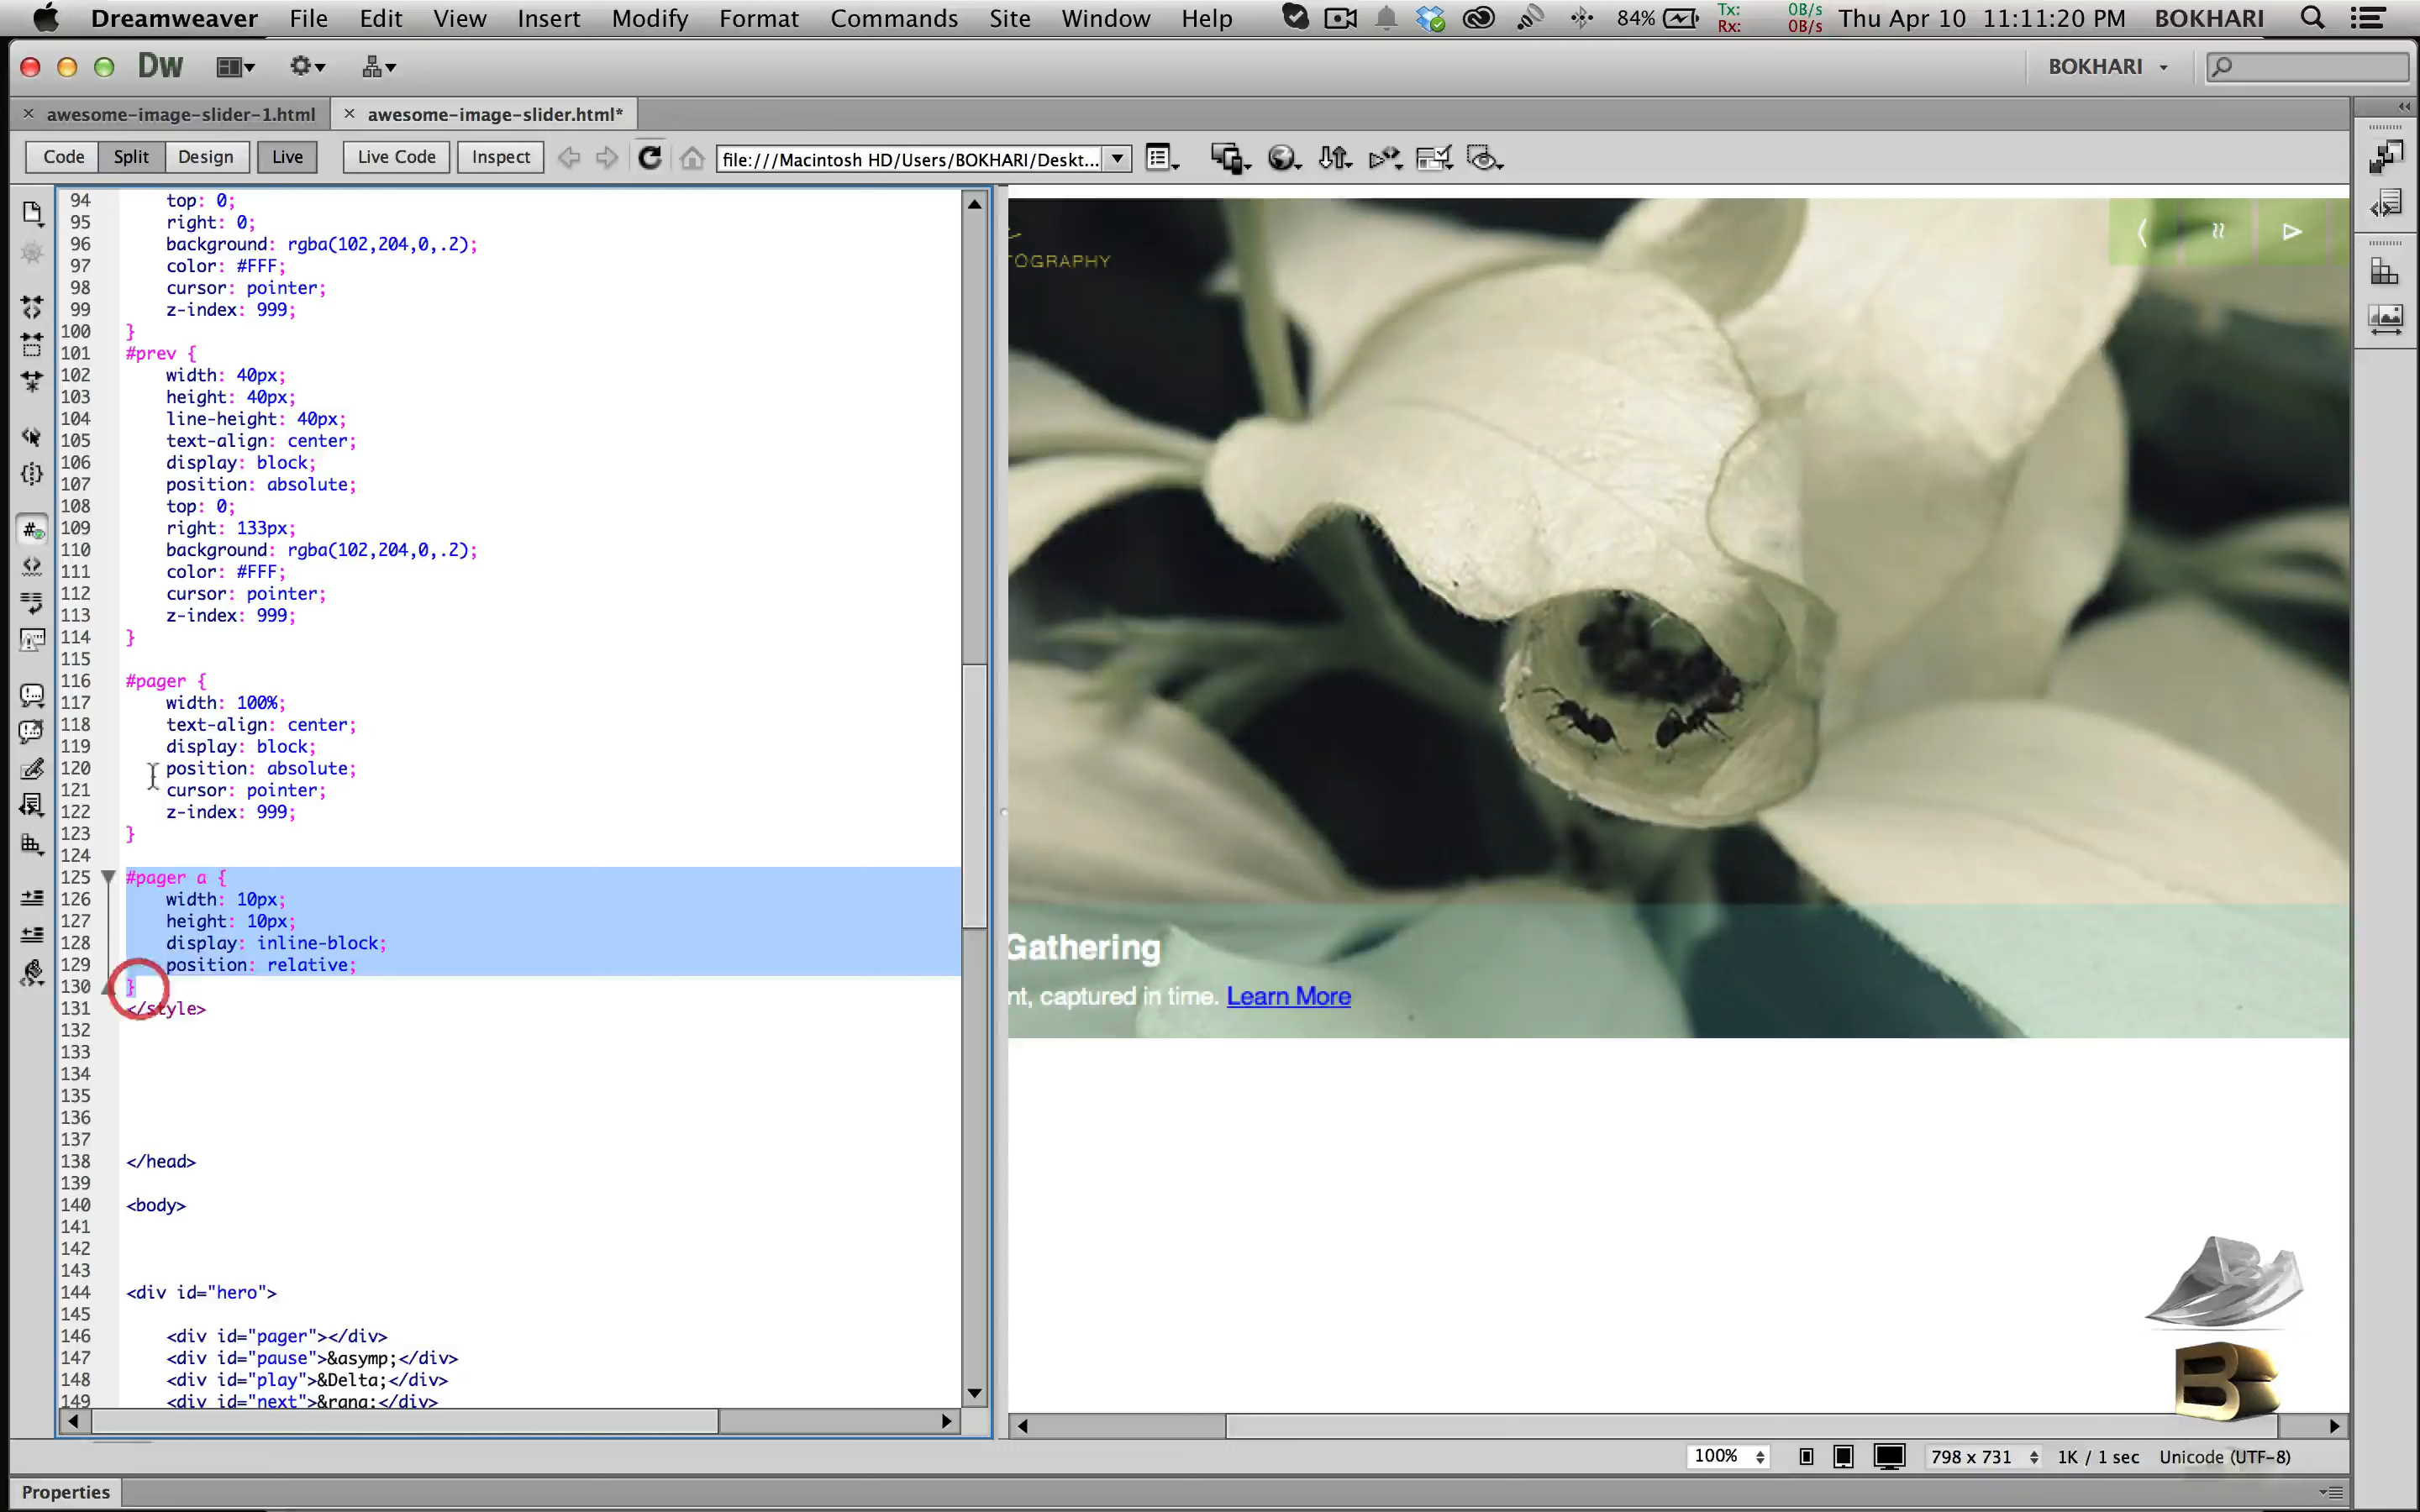 Dreamweaver File Edit View Insert Modify Format Commands Site Window Help 84% Tx: 0B/s Rx: 0B/s Thu Apr 10 11:11:20 PM BOKHARI
Dw BOKHARI
awesome-image-slider-1.html awesome-image-slider.html*
Code Split Design Live Live Code Inspect file:///Macintosh HD/Users/BOKHARI/Deskt...
94 top: 0;
95 right: 0;
96 background: rgba(102,204,0,.2);
97 color: #FFF;
98 cursor: pointer;
99 z-index: 999;
100 }
101 #prev {
102 width: 40px;
103 height: 40px;
104 line-height: 40px;
105 text-align: center;
106 display: block;
107 position: absolute;
108 top: 0;
109 right: 133px;
110 background: rgba(102,204,0,.2);
111 color: #FFF;
112 cursor: pointer;
113 z-index: 999;
114 }
115
116 #pager {
117 width: 100%;
118 text-align: center;
119 display: block;
120 position: absolute;
121 cursor: pointer;
122 z-index: 999;
123 }
124
125 #pager a {
126 width: 10px;
127 height: 10px;
128 display: inline-block;
129 position: relative;
130 }
131 </style>
132
133
134
135
136
137
138 </head>
139
140 <body>
141
142
143
144 <div id="hero">
145
146 <div id="pager"></div>
147 <div id="pause">&asymp;</div>
148 <div id="play">&Delta;</div>
149 <div id="next">&rang;</div>
TOGRAPHY
Gathering
nt, captured in time. Learn More
B
100% 798 x 731 1K / 1 sec Unicode (UTF-8)
Properties